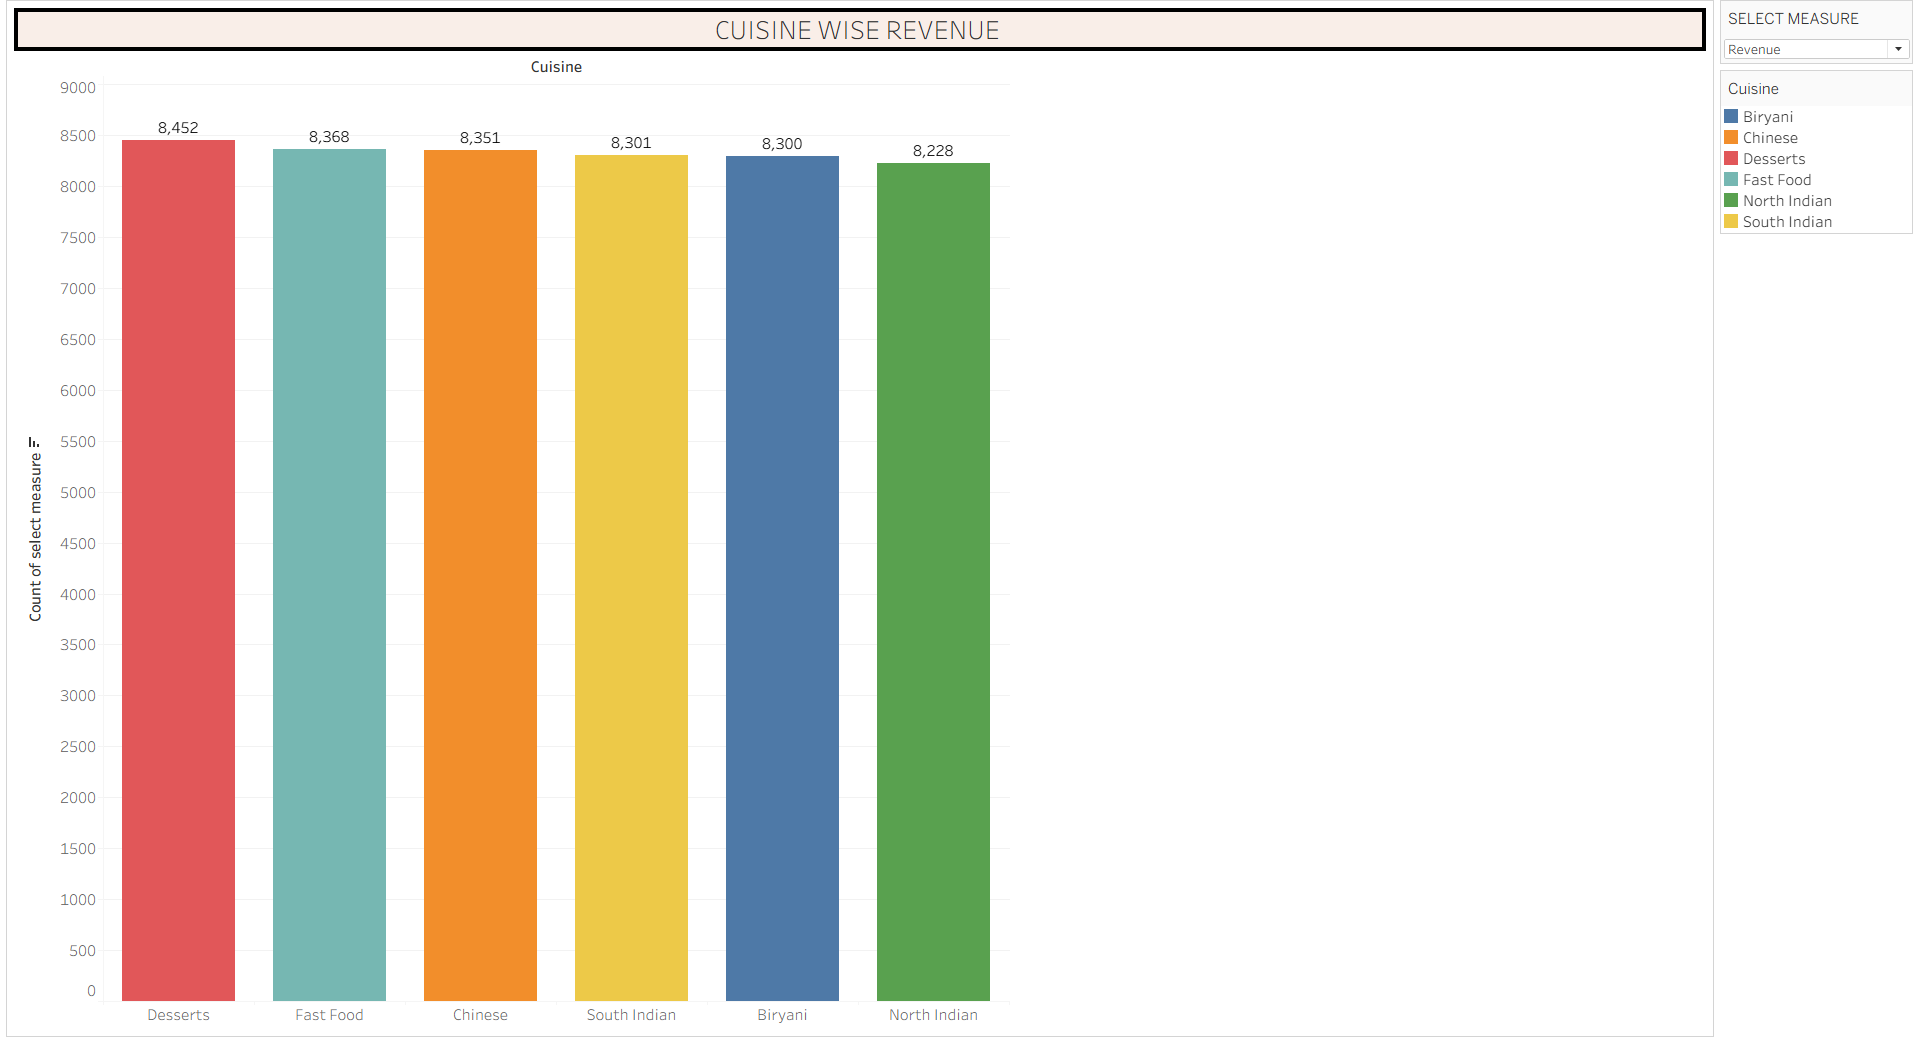 CUISINE WISE REVENUE
Cuisine
9000
8500
8000
7500
7000
6500
6000
5500
5000
4500
4000
3500
3000
2500
2000
1500
1000
500
0
Count of select measure
8,452
8,368
8,351
8,301
8,300
8,228
Desserts
Fast Food
Chinese
South Indian
Biryani
North Indian
SELECT MEASURE
Revenue
Cuisine
Biryani
Chinese
Desserts
Fast Food
North Indian
South Indian